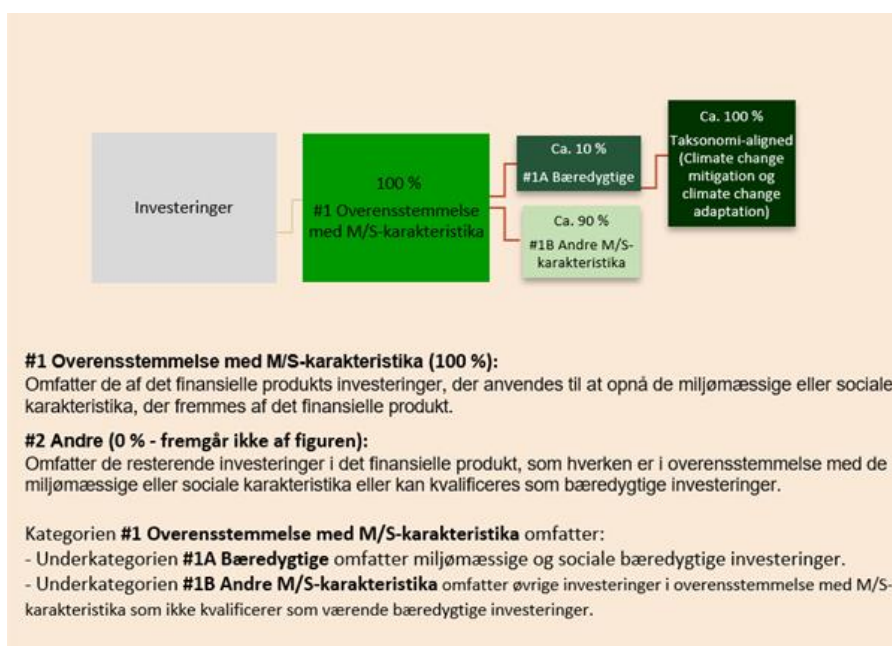 Investeringer
100 %
#1 Overensstemmelse
med M/S-karakteristika
Ca. 10 %
#1A Bæredygtige
Ca. 90 %
#1B Andre M/S-
karakteristika
Ca. 100 %
Taksonomi-aligned
(Climate change
mitigation og
climate change
adaptation)
#1 Overensstemmelse med M/S-karakteristika (100 %):
Omfatter de af det finansielle produkts investeringer, der anvendes til at opnå de miljømæssige eller sociale
karakteristika, der fremmes af det finansielle produkt.
#2 Andre (0 % - fremgår ikke af figuren):
Omfatter de resterende investeringer i det finansielle produkt, som hverken er i overensstemmelse med de
miljømæssige eller sociale karakteristika eller kan kvalificeres som bæredygtige investeringer.
Kategorien #1 Overensstemmelse med M/S-karakteristika omfatter:
- Underkategorien #1A Bæredygtige omfatter miljømæssige og sociale bæredygtige investeringer.
- Underkategorien #1B Andre M/S-karakteristika omfatter øvrige investeringer i overensstemmelse med M/S-
karakteristika som ikke kvalificerer som værende bæredygtige investeringer.